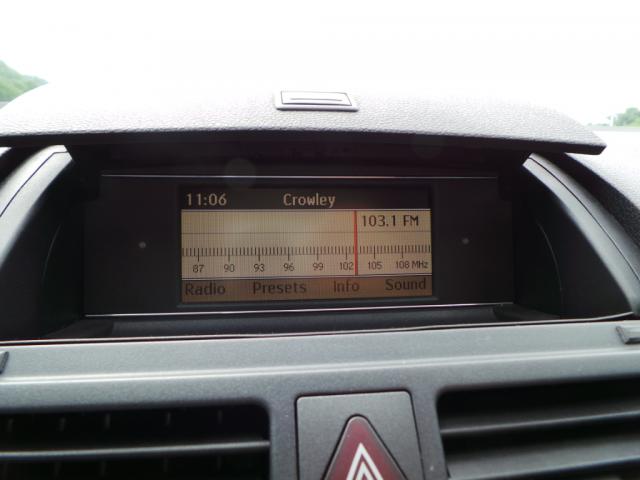 11:06 Crowley
103.1 FM
87 90 93 96 99 102 105 108 MHz
Radio Presets Info Sound